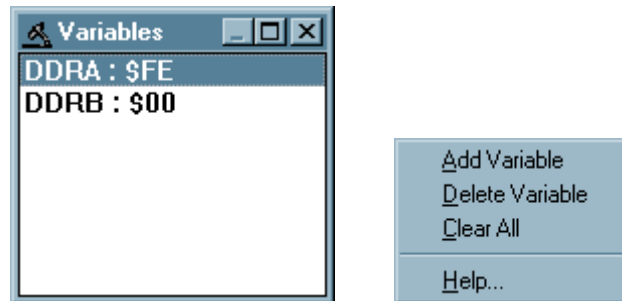 Variables
DDRA : $FE
DDRB : $00
Add Variable
Delete Variable
Clear All
Help...